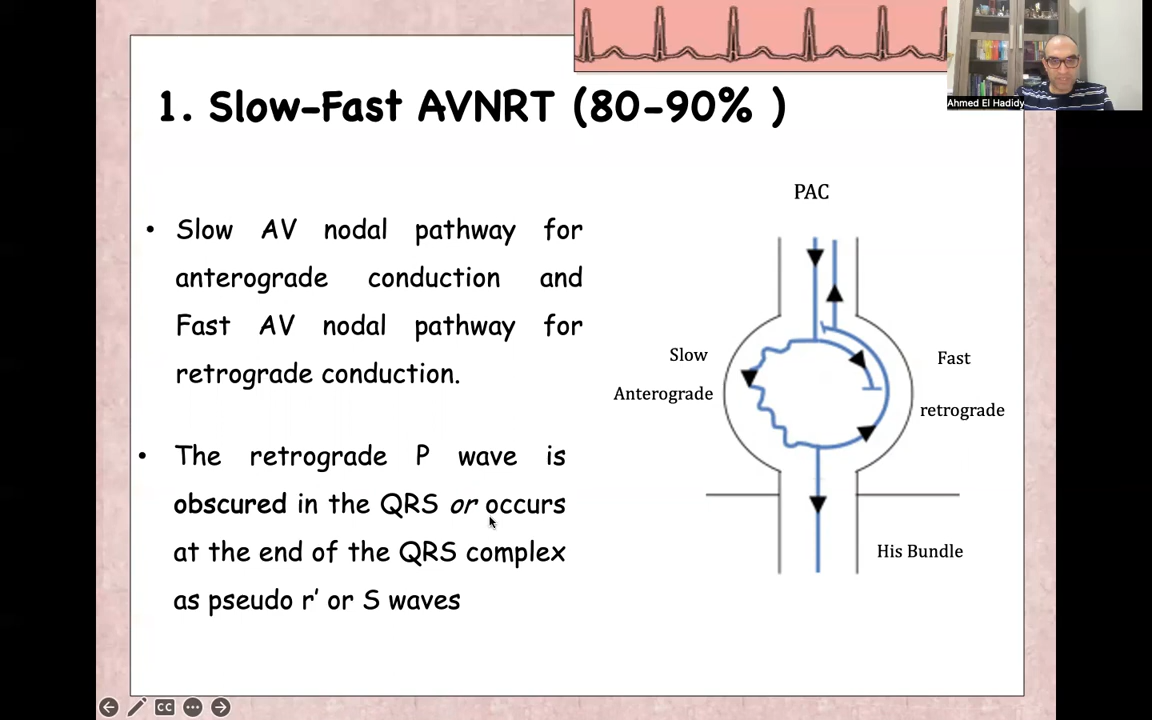 Ahmed El Hadidy
1. Slow-Fast AVNRT (80-90% )
• Slow AV nodal pathway for
anterograde conduction and
Fast AV nodal pathway for
retrograde conduction.
• The retrograde P wave is
obscured in the QRS or occurs
at the end of the QRS complex
as pseudo r’ or S waves
PAC
Slow
Anterograde
Fast
retrograde
His Bundle
CC